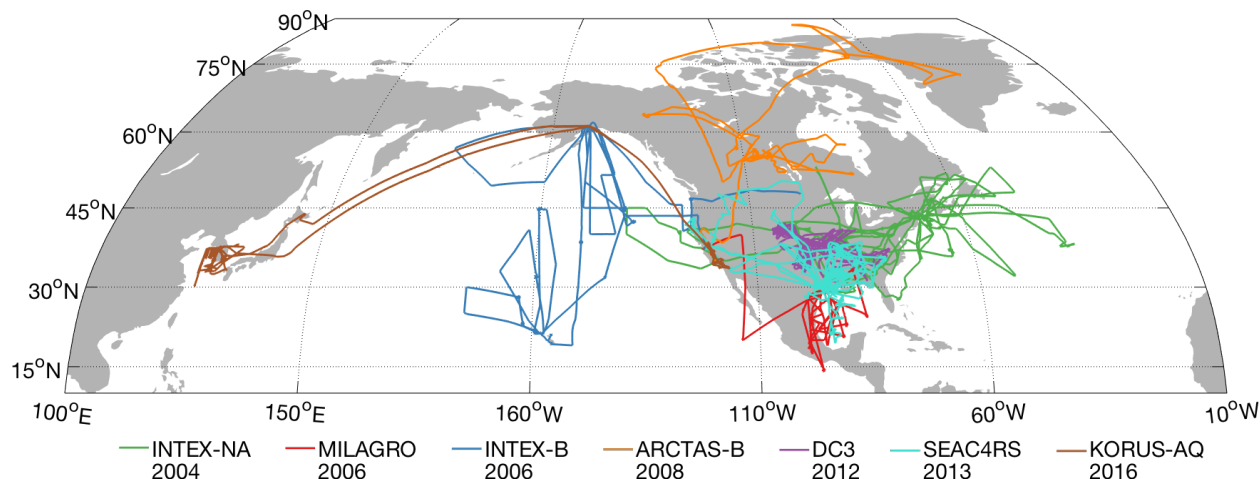 90°N
75°N
60°N
45°N
30°N
15°N
100°E 150°E 160°W 110°W 60°W 10°W
INTEX-NA MILAGRO INTEX-B ARCTAS-B DC3 SEAC4RS KORUS-AQ
2004 2006 2006 2008 2012 2013 2016